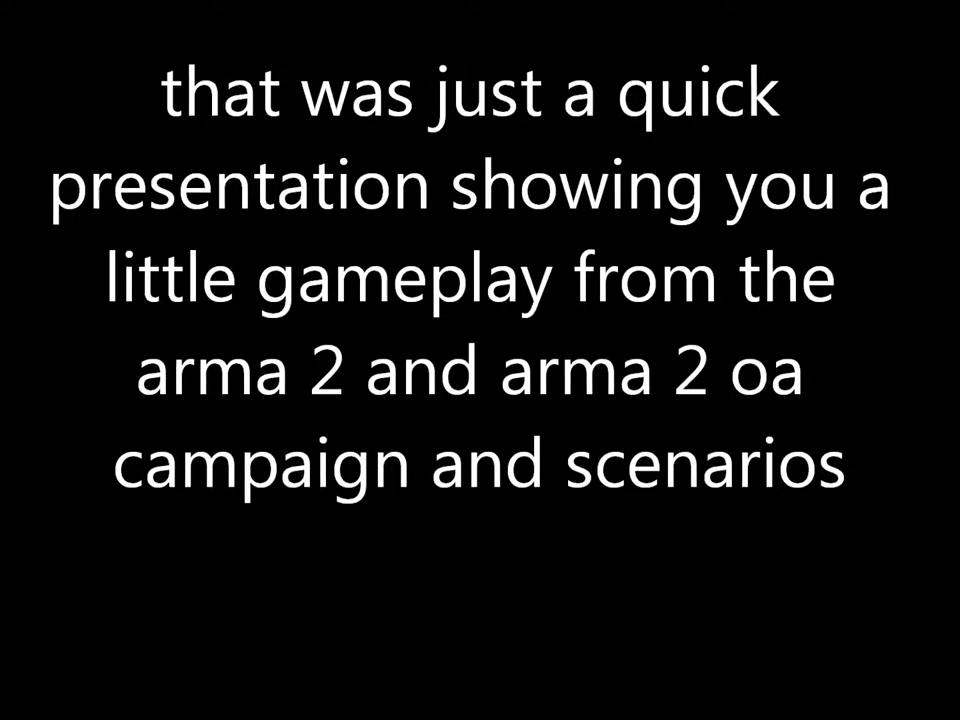 that was just a quick
presentation showing you a
little gameplay from the
arma 2 and arma 2 oa
campaign and scenarios